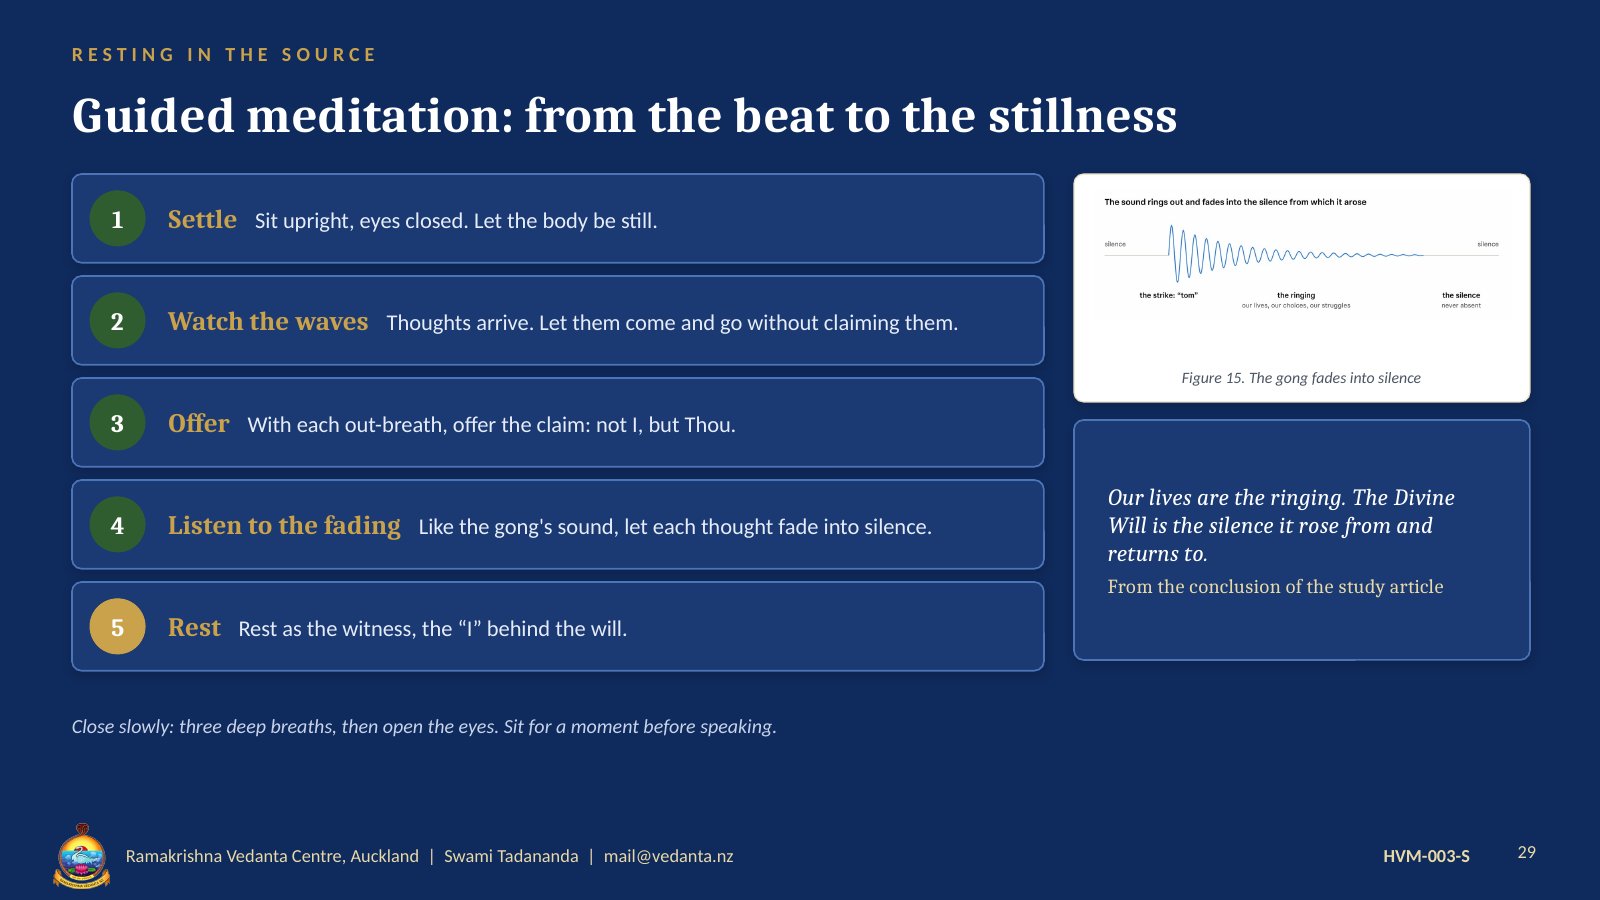 RESTING IN THE SOURCE
Guided meditation: from the beat to the stillness
1 Settle Sit upright, eyes closed. Let the body be still.
2 Watch the waves Thoughts arrive. Let them come and go without claiming them.
3 Offer With each out-breath, offer the claim: not I, but Thou.
4 Listen to the fading Like the gong's sound, let each thought fade into silence.
5 Rest Rest as the witness, the “I” behind the will.
Close slowly: three deep breaths, then open the eyes. Sit for a moment before speaking.
The sound rings out and fades into the silence from which it arose
silence silence
the strike: “tom” the ringing the silence
our lives, our choices, our struggles never absent
Figure 15. The gong fades into silence
Our lives are the ringing. The Divine
Will is the silence it rose from and
returns to.
From the conclusion of the study article
Ramakrishna Vedanta Centre, Auckland | Swami Tadananda | mail@vedanta.nz
HVM-003-S 29